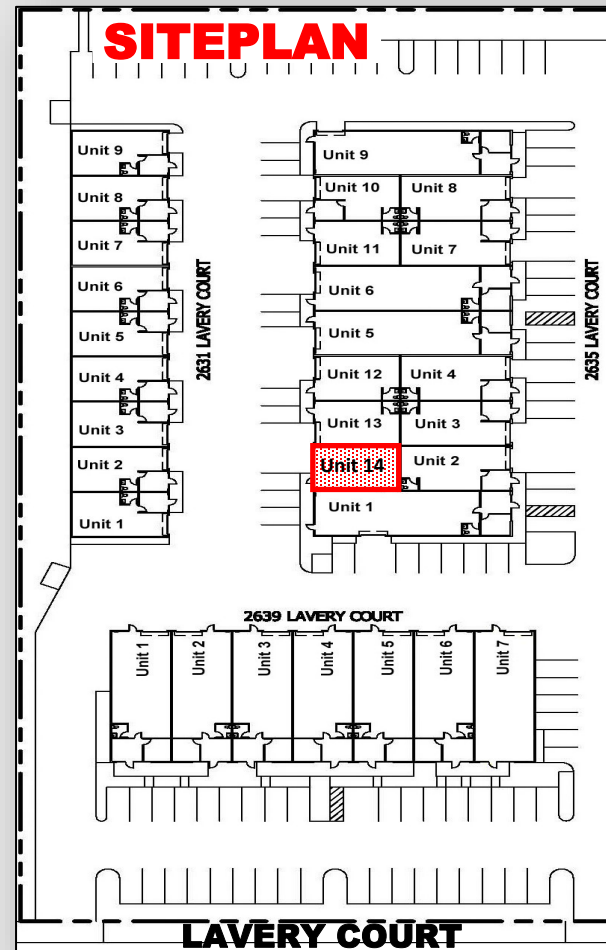 SITEPLAN
Unit 9
Unit 8
Unit 7
Unit 6
Unit 5
Unit 4
Unit 3
Unit 2
Unit 1
2631 LAVERY COURT
Unit 9
Unit 10
Unit 8
Unit 11
Unit 7
Unit 6
Unit 5
Unit 12
Unit 4
Unit 13
Unit 3
Unit 14
Unit 2
Unit 1
2635 LAVERY COURT
2639 LAVERY COURT
Unit 1
Unit 2
Unit 3
Unit 4
Unit 5
Unit 6
Unit 7
LAVERY COURT